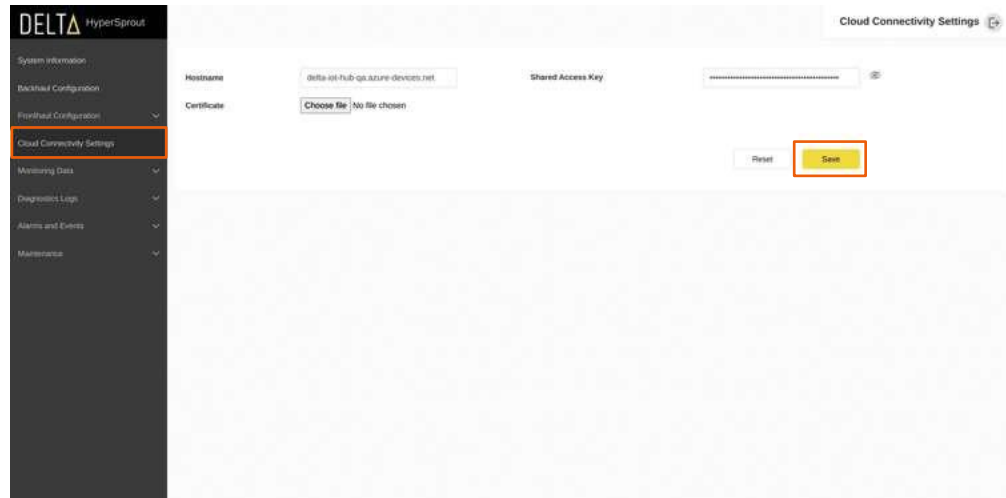 DELTA HyperSprout
Cloud Connectivity Settings
System Information
Backhaul Configuration
Fronthaul Configuration
Cloud Connectivity Settings
Monitoring Data
Diagnostics Logs
Alarms and Events
Maintenance
Hostname delta-iot-hub-qa.azure-devices.net Shared Access Key
Certificate Choose file No file chosen
Reset Save